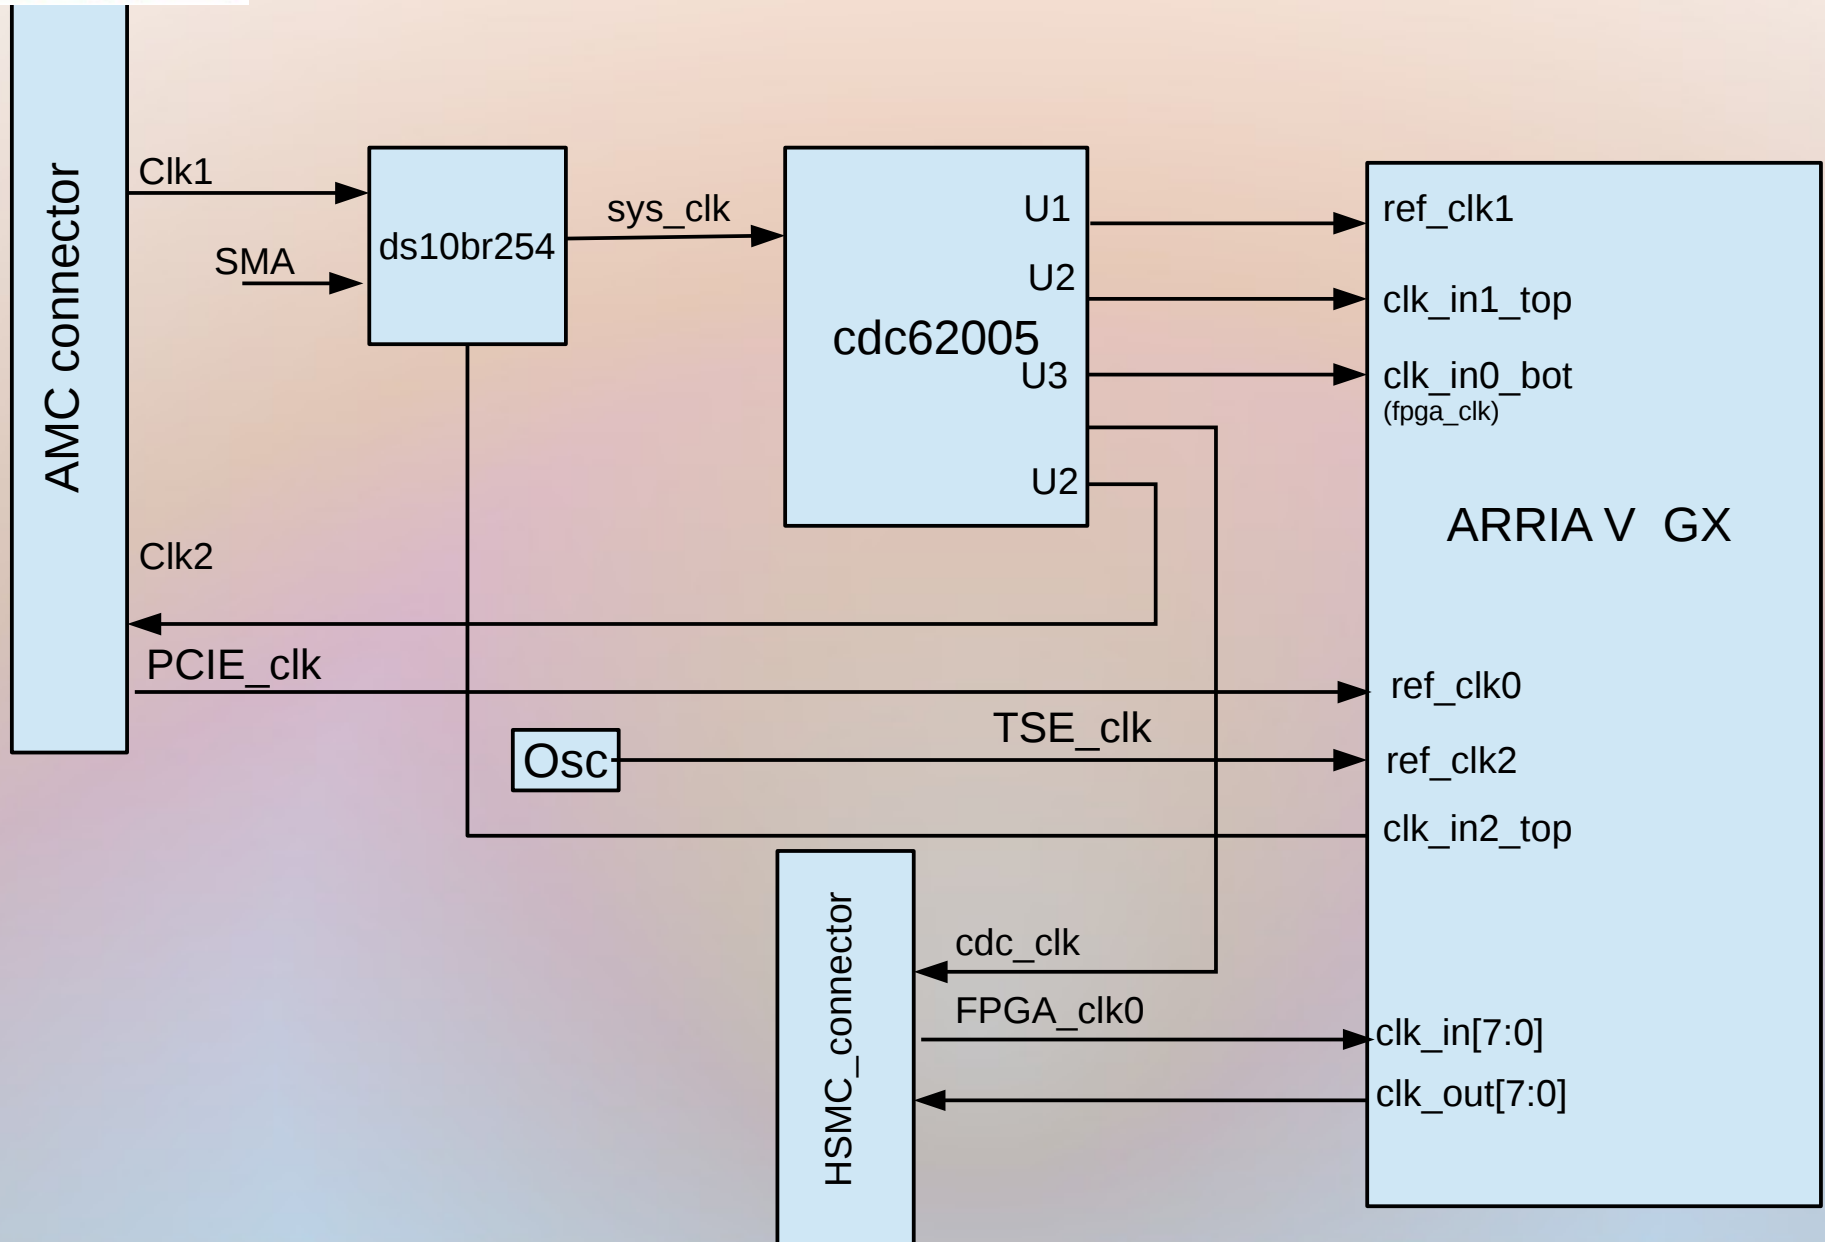 AMC connector
Clk1
SMA
ds10br254
sys_clk
cdc62005
U1
U2
U3
U2
ref_clk1
clk_in1_top
clk_in0_bot
(fpga_clk)
ARRIA V  GX
Clk2
PCIE_clk
ref_clk0
Osc
TSE_clk
ref_clk2
clk_in2_top
HSMC_connector
cdc_clk
FPGA_clk0
clk_in[7:0]
clk_out[7:0]